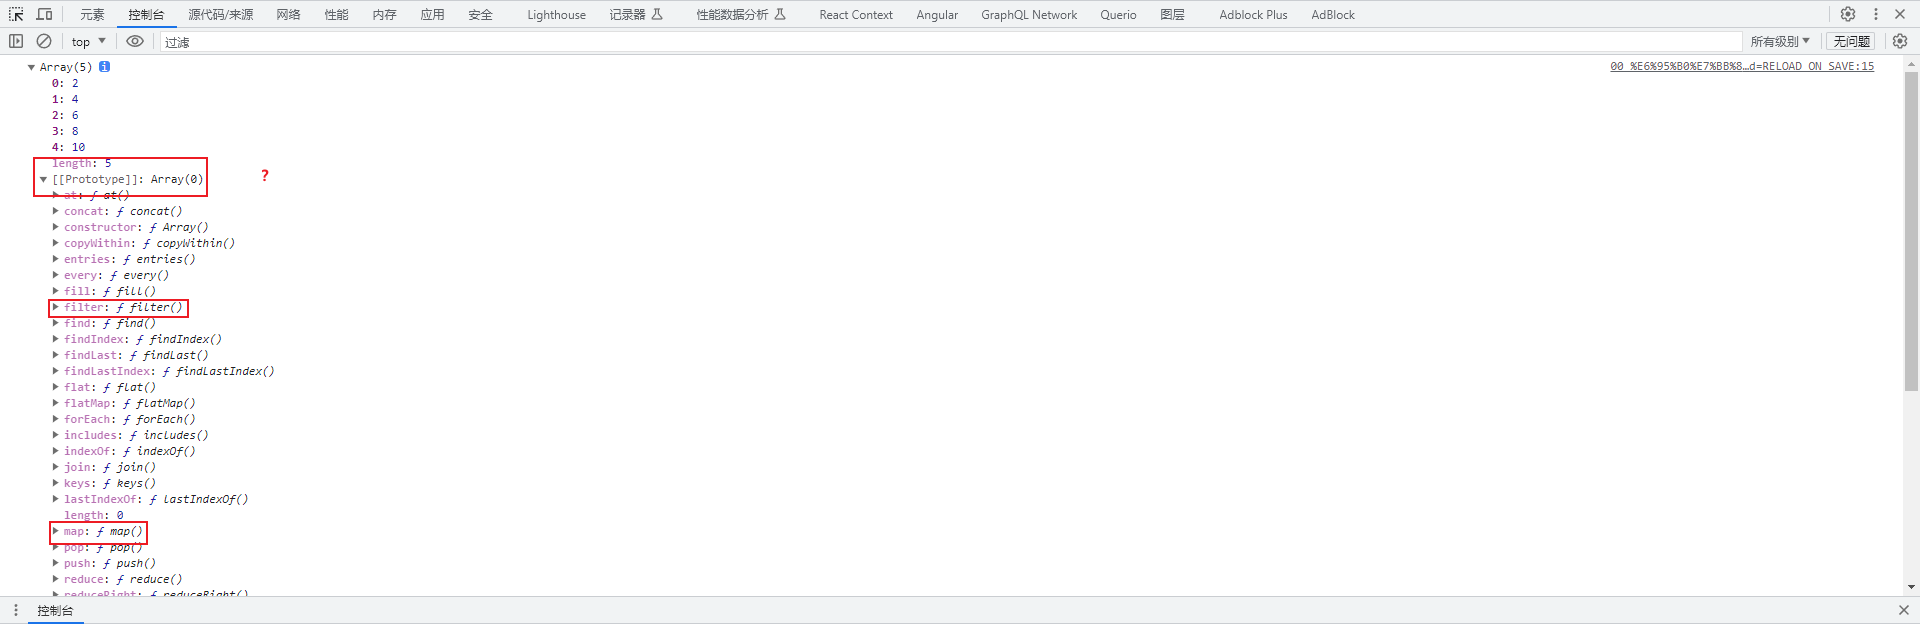 元素 控制台 源代码/来源 网络 性能 内存 应用 安全 Lighthouse 记录器 性能数据分析 React Context Angular GraphQL Network Querio 图层 Adblock Plus AdBlock
top 过滤 所有级别 无问题
Array(5) i 00 %E6%95%B0%E7%BB%8…d=RELOAD ON SAVE:15
0: 2
1: 4
2: 6
3: 8
4: 10
length: 5
[[Prototype]]: Array(0) ?
at: ƒ at()
concat: ƒ concat()
constructor: ƒ Array()
copyWithin: ƒ copyWithin()
entries: ƒ entries()
every: ƒ every()
fill: ƒ fill()
filter: ƒ filter()
find: ƒ find()
findIndex: ƒ findIndex()
findLast: ƒ findLast()
findLastIndex: ƒ findLastIndex()
flat: ƒ flat()
flatMap: ƒ flatMap()
forEach: ƒ forEach()
includes: ƒ includes()
indexOf: ƒ indexOf()
join: ƒ join()
keys: ƒ keys()
lastIndexOf: ƒ lastIndexOf()
length: 0
map: ƒ map()
pop: ƒ pop()
push: ƒ push()
reduce: ƒ reduce()
reduceRight: ƒ reduceRight()
控制台